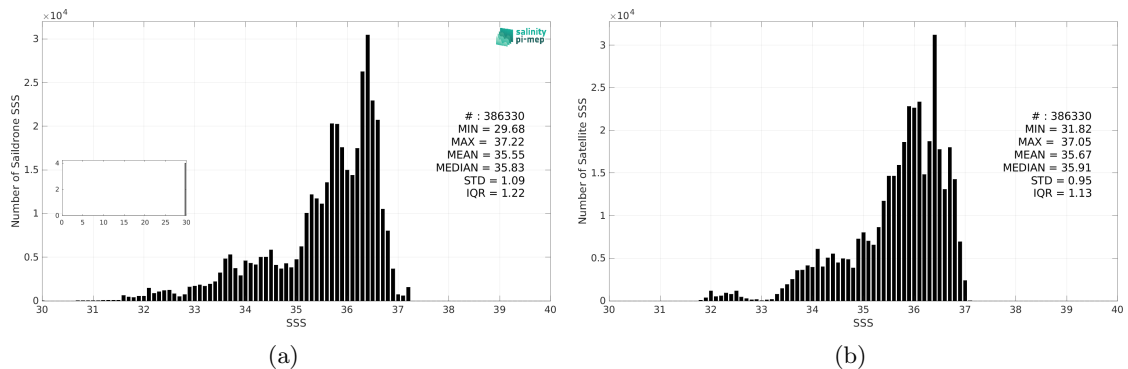 ×10⁴
3
2.5
2
1.5
1
0.5
0
Number of Saildrone SSS
salinity
pi-mep
# : 386330
MIN = 29.68
MAX = 37.22
MEAN = 35.55
MEDIAN = 35.83
STD = 1.09
IQR = 1.22
4
2
0
0 5 10 15 20 25 30
30 31 32 33 34 35 36 37 38 39 40
SSS
(a)
×10⁴
3
2.5
2
1.5
1
0.5
0
Number of Satellite SSS
# : 386330
MIN = 31.82
MAX = 37.05
MEAN = 35.67
MEDIAN = 35.91
STD = 0.95
IQR = 1.13
30 31 32 33 34 35 36 37 38 39 40
SSS
(b)